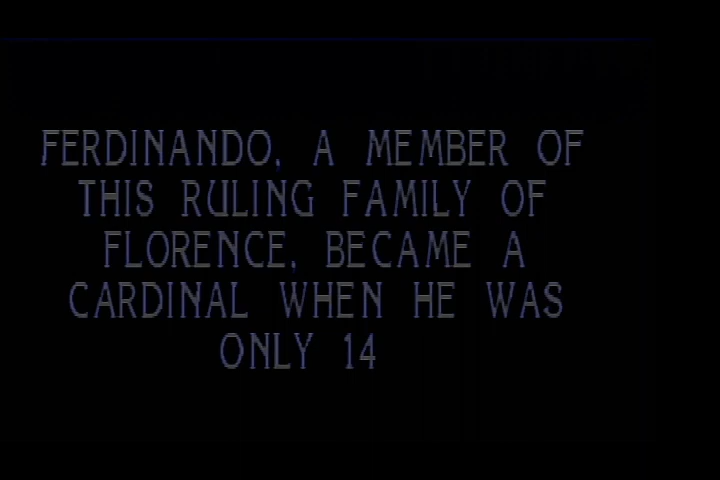 FERDINANDO, A MEMBER OF
THIS RULING FAMILY OF
FLORENCE, BECAME A
CARDINAL WHEN HE WAS
ONLY 14